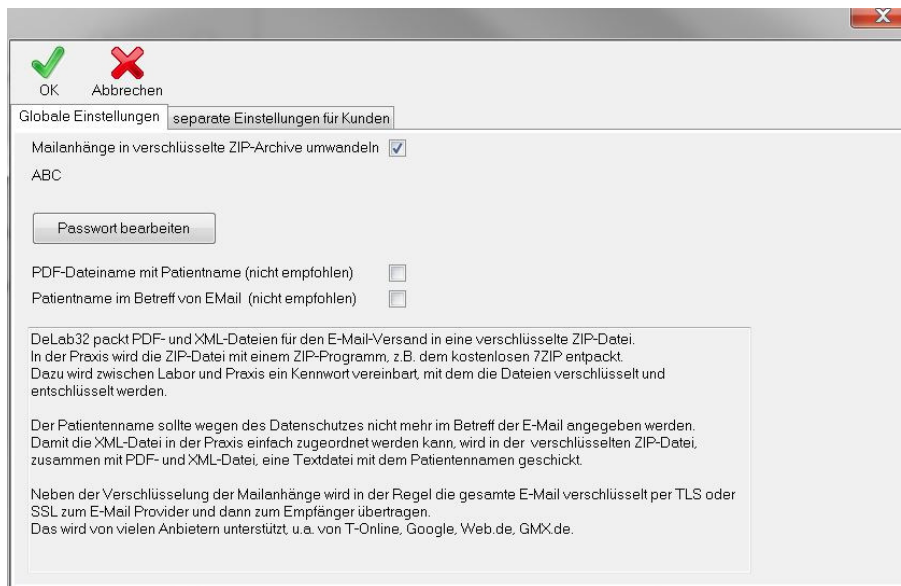 OK
Abbrechen
Globale Einstellungen
separate Einstellungen für Kunden
Mailanhänge in verschlüsselte ZIP-Archive umwandeln
ABC
Passwort bearbeiten
PDF-Dateiname mit Patientname (nicht empfohlen)
Patientname im Betreff von EMail (nicht empfohlen)
DeLab32 packt PDF- und XML-Dateien für den E-Mail-Versand in eine verschlüsselte ZIP-Datei.
In der Praxis wird die ZIP-Datei mit einem ZIP-Programm, z.B. dem kostenlosen 7ZIP entpackt.
Dazu wird zwischen Labor und Praxis ein Kennwort vereinbart, mit dem die Dateien verschlüsselt und
entschlüsselt werden.
Der Patientenname sollte wegen des Datenschutzes nicht mehr im Betreff der E-Mail angegeben werden.
Damit die XML-Datei in der Praxis einfach zugeordnet werden kann, wird in der verschlüsselten ZIP-Datei,
zusammen mit PDF- und XML-Datei, eine Textdatei mit dem Patientennamen geschickt.
Neben der Verschlüsselung der Mailanhänge wird in der Regel die gesamte E-Mail verschlüsselt per TLS oder
SSL zum E-Mail Provider und dann zum Empfänger übertragen.
Das wird von vielen Anbietern unterstützt, u.a. von T-Online, Google, Web.de, GMX.de.